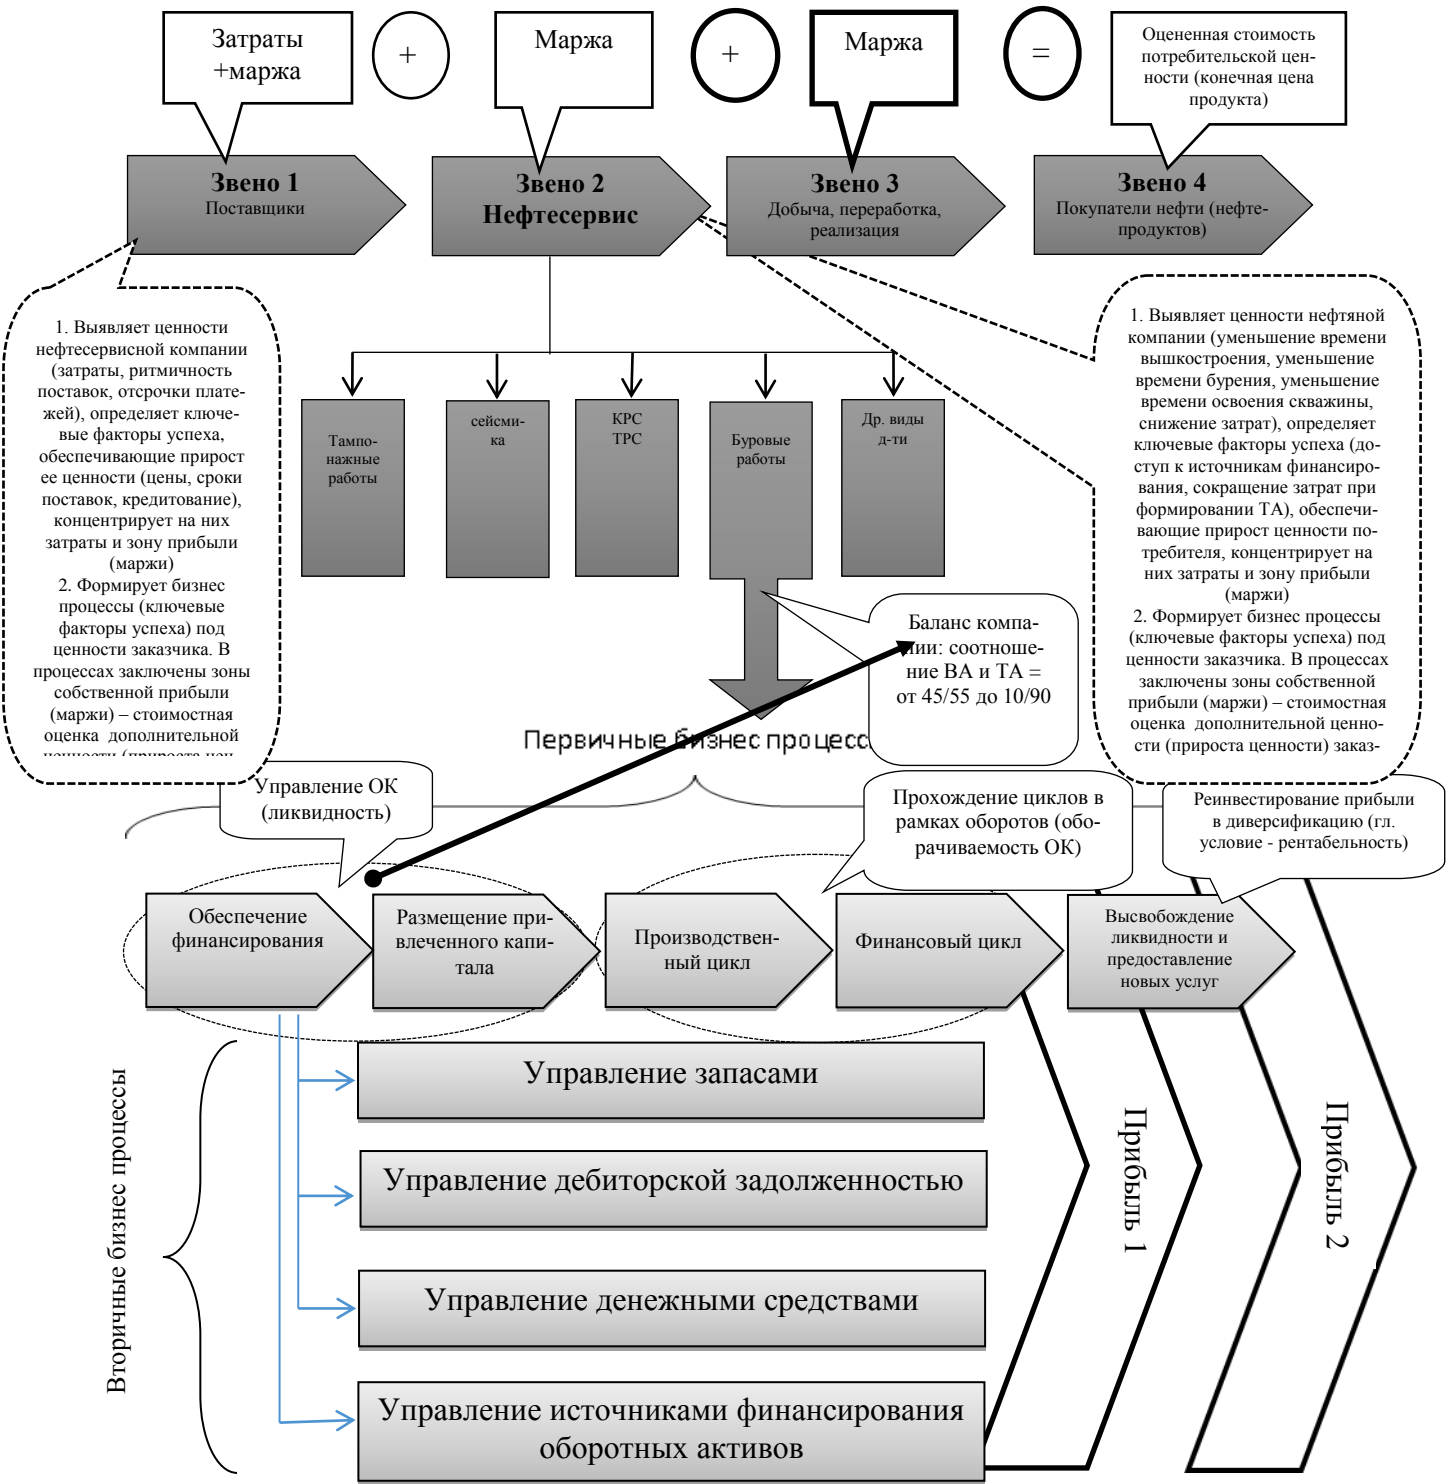 Затраты
+маржа
+
Маржа
+
Маржа
=
Оцененная стоимость
потребительской цен-
ности (конечная цена
продукта)
Звено 1
Поставщики
Звено 2
Нефтесервис
Звено 3
Добыча, переработка,
реализация
Звено 4
Покупатели нефти (нефте-
продуктов)
1. Выявляет ценности
нефтесервисной компании
(затраты, ритмичность
поставок, отсрочки плате-
жей), определяет ключе-
вые факторы успеха,
обеспечивающие прирост
ее ценности (цены, сроки
поставок, кредитование),
концентрирует на них
затраты и зону прибыли
(маржи)
2. Формирует бизнес
процессы (ключевые
факторы успеха) под
ценности заказчика. В
процессах заключены зоны
собственной прибыли
(маржи) – стоимостная
оценка дополнительной
ценности (прироста цен-
Тампо-
нажные
работы
сейсми-
ка
КРС
ТРС
Буровые
работы
Др. виды
д-ти
1. Выявляет ценности нефтяной
компании (уменьшение времени
вышкостроения, уменьшение
времени бурения, уменьшение
времени освоения скважины,
снижение затрат), определяет
ключевые факторы успеха (до-
ступ к источникам финансиро-
вания, сокращение затрат при
формировании ТА), обеспечи-
вающие прирост ценности по-
требителя, концентрирует на
них затраты и зону прибыли
(маржи)
2. Формирует бизнес процессы
(ключевые факторы успеха) под
ценности заказчика. В процессах
заключены зоны собственной
прибыли (маржи) – стоимостная
оценка дополнительной ценно-
сти (прироста ценности) заказ-
Баланс компа-
нии: соотноше-
ние ВА и ТА =
от 45/55 до 10/90
Первичные бизнес процесс
Управление ОК
(ликвидность)
Прохождение циклов в
рамках оборотов (обо-
рачиваемость ОК)
Реинвестирование прибыли
в диверсификацию (гл.
условие - рентабельность)
Обеспечение
финансирования
Размещение при-
влеченного капи-
тала
Производствен-
ный цикл
Финансовый цикл
Высвобождение
ликвидности и
предоставление
новых услуг
Вторичные бизнес процессы
Управление запасами
Управление дебиторской задолженностью
Управление денежными средствами
Управление источниками финансирования
оборотных активов
Прибыль 1
Прибыль 2